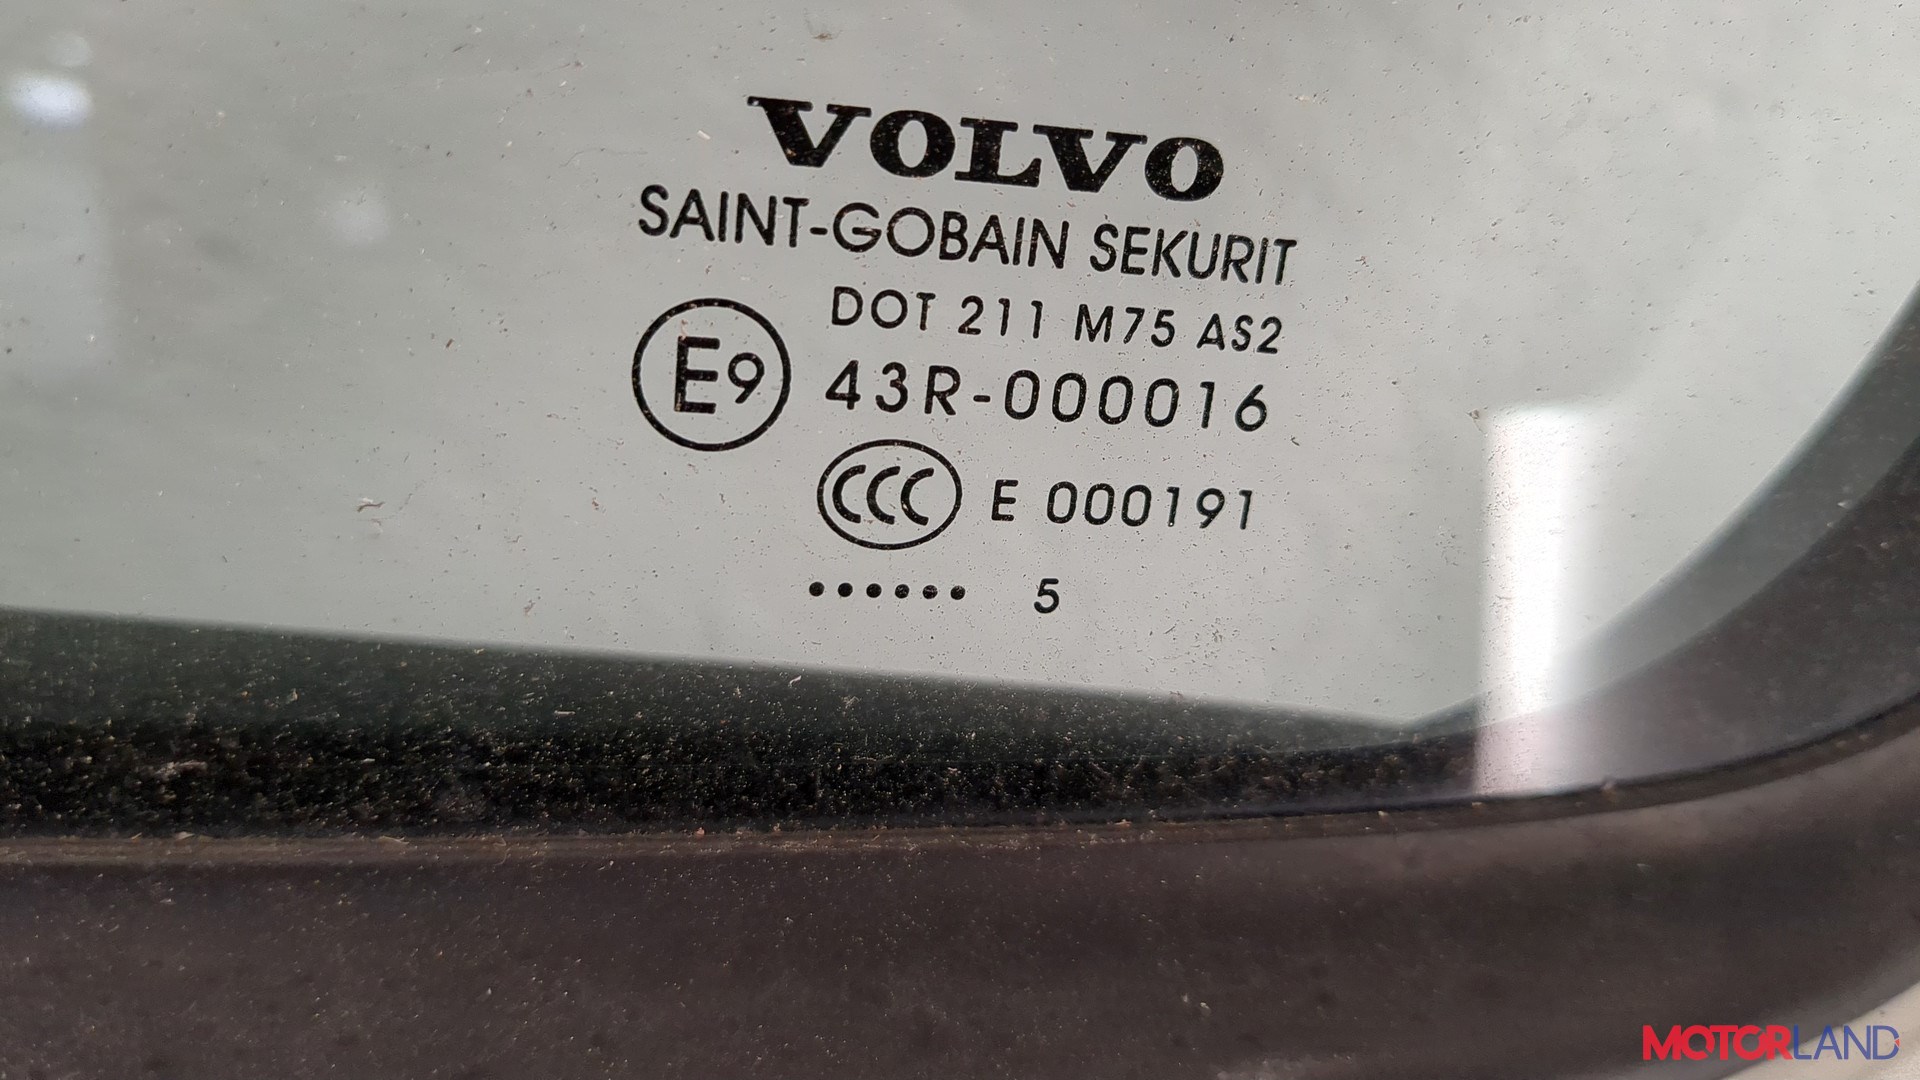 VOLVO
SAINT-GOBAIN SEKURIT
DOT 211 M75 AS2
E9 43R-000016
CCC E 000191
•••••• 5
MOTORLAND